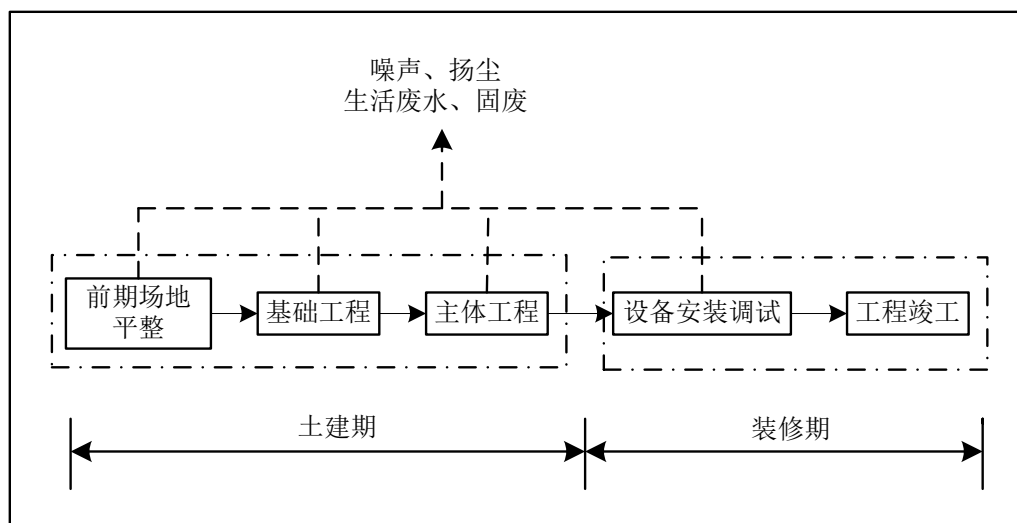 噪声、扬尘
生活废水、固废
前期场地
平整
基础工程
主体工程
设备安装调试
工程竣工
土建期
装修期